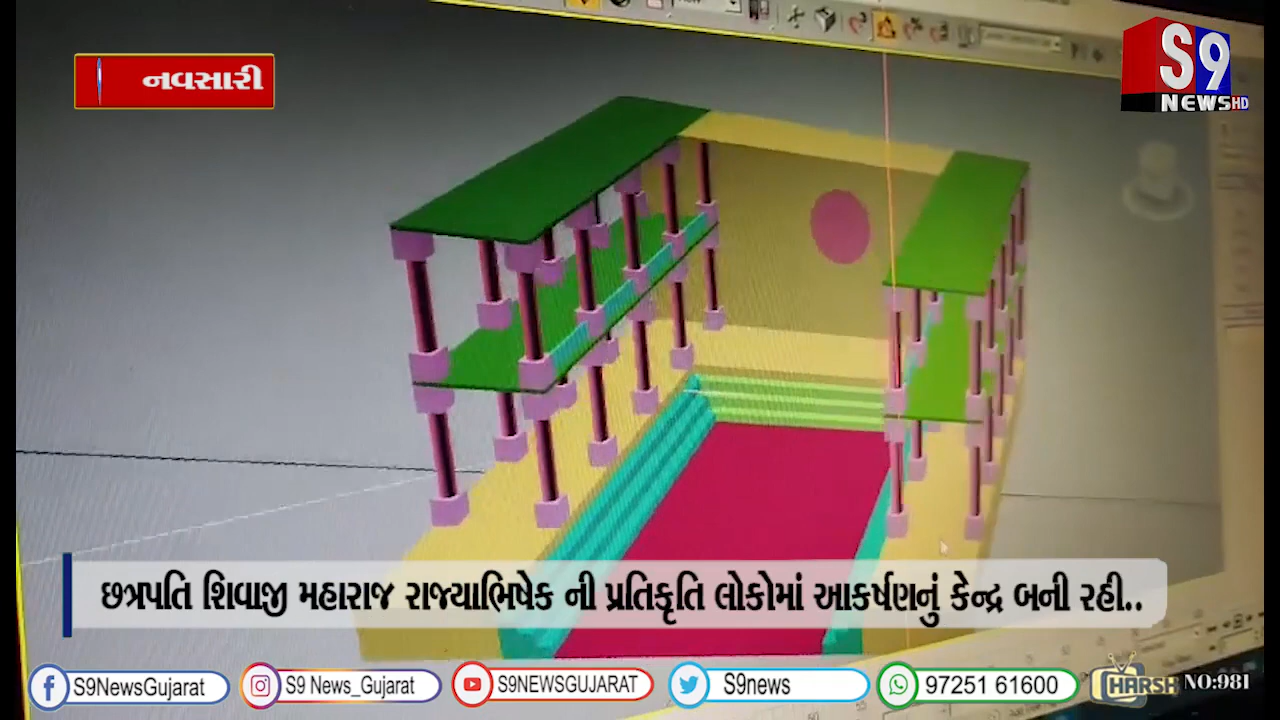 નવસારી
S9
NEWS HD
છત્રપતિ શિવાજી મહારાજ રાજ્યાભિષેક ની પ્રતિકૃતિ લોકોમાં આકર્ષણનું કેન્દ્ર બની રહી..
S9NewsGujarat
S9 News_Gujarat
S9NEWSGUJARAT
S9news
97251 61600
CHARSH NO:981